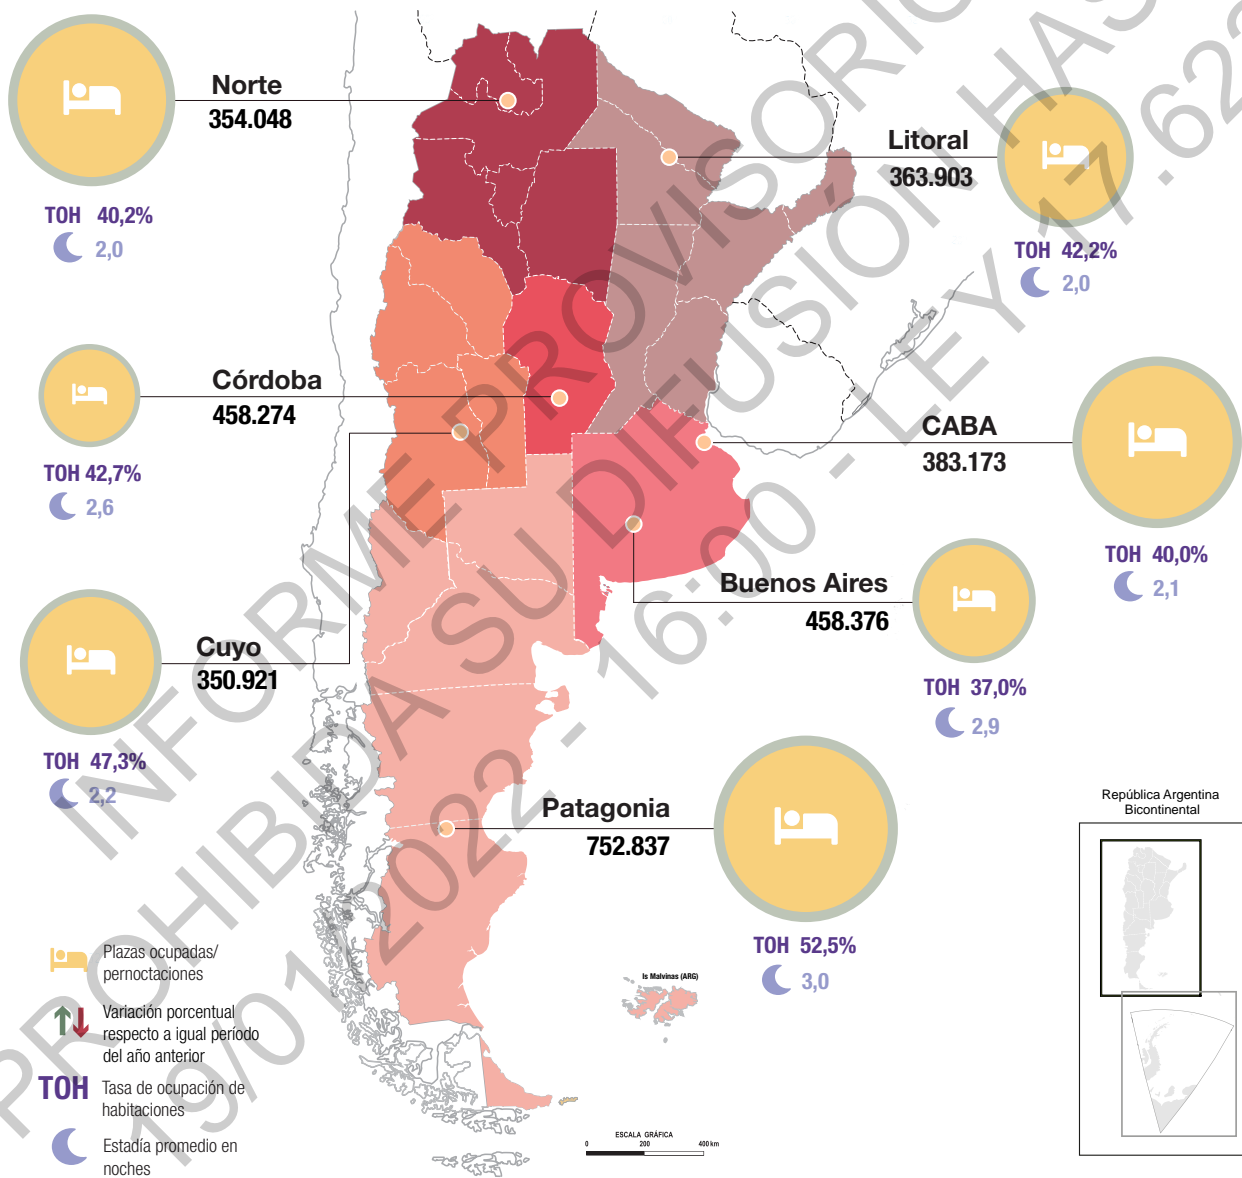 Norte
354.048
TOH 40,2%
2,0
Litoral
363.903
TOH 42,2%
2,0
Córdoba
458.274
TOH 42,7%
2,6
CABA
383.173
TOH 40,0%
2,1
Buenos Aires
458.376
TOH 37,0%
2,9
Cuyo
350.921
TOH 47,3%
2,2
Patagonia
752.837
TOH 52,5%
3,0
República Argentina
Bicontinental
Is Malvinas (ARG)
Plazas ocupadas/
pernoctaciones
Variación porcentual
respecto a igual período
del año anterior
TOH Tasa de ocupación de
habitaciones
Estadía promedio en
noches
ESCALA GRÁFICA
0 200 400 km
INFORME PROVISORIO
PROHIBIDA SU DIFUSIÓN HAS
19/01/2022 - 16:00 - LEY 17.62